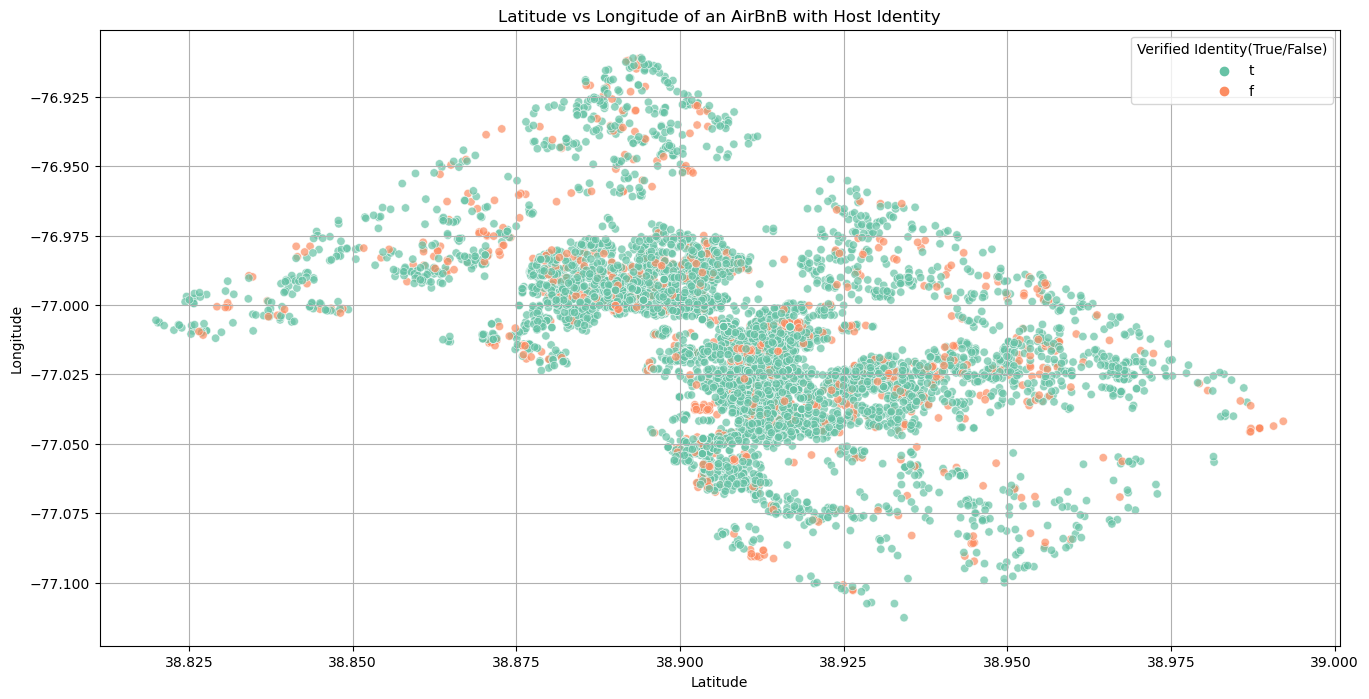 Latitude vs Longitude of an AirBnB with Host Identity
Verified Identity(True/False)
t
f
−76.925
−76.950
−76.975
−77.000
−77.025
−77.050
−77.075
−77.100
Longitude
38.825 38.850 38.875 38.900 38.925 38.950 38.975 39.000
Latitude